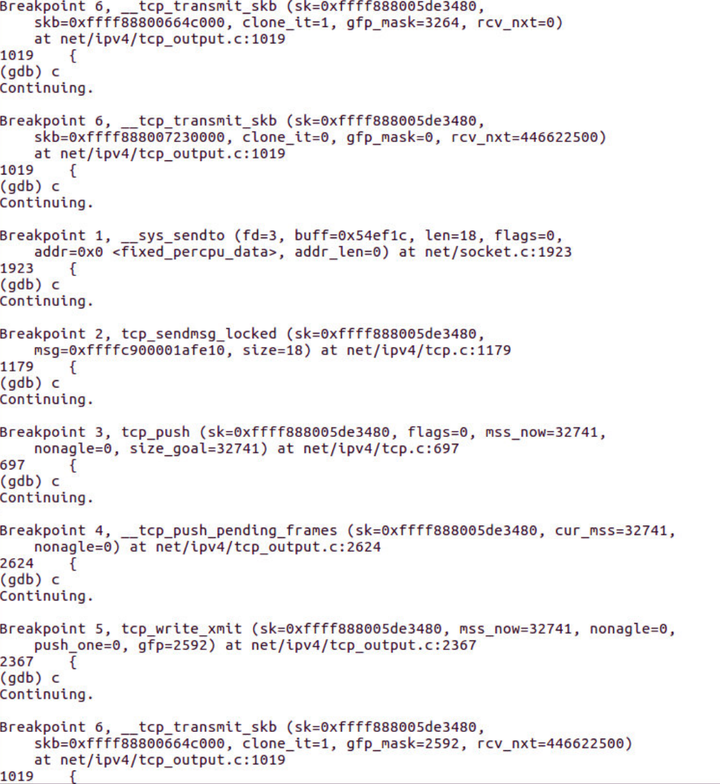 Breakpoint 6, __tcp_transmit_skb (sk=0xffff888005de3480,
    skb=0xffff88800664c000, clone_it=1, gfp_mask=3264, rcv_nxt=0)
    at net/ipv4/tcp_output.c:1019
1019    {
(gdb) c
Continuing.

Breakpoint 6, __tcp_transmit_skb (sk=0xffff888005de3480,
    skb=0xffff888007230000, clone_it=0, gfp_mask=0, rcv_nxt=446622500)
    at net/ipv4/tcp_output.c:1019
1019    {
(gdb) c
Continuing.

Breakpoint 1, __sys_sendto (fd=3, buff=0x54ef1c, len=18, flags=0,
    addr=0x0 <fixed_percpu_data>, addr_len=0) at net/socket.c:1923
1923    {
(gdb) c
Continuing.

Breakpoint 2, tcp_sendmsg_locked (sk=0xffff888005de3480,
    msg=0xffffc900001afe10, size=18) at net/ipv4/tcp.c:1179
1179    {
(gdb) c
Continuing.

Breakpoint 3, tcp_push (sk=0xffff888005de3480, flags=0, mss_now=32741,
    nonagle=0, size_goal=32741) at net/ipv4/tcp.c:697
697     {
(gdb) c
Continuing.

Breakpoint 4, __tcp_push_pending_frames (sk=0xffff888005de3480, cur_mss=32741,
    nonagle=0) at net/ipv4/tcp_output.c:2624
2624    {
(gdb) c
Continuing.

Breakpoint 5, tcp_write_xmit (sk=0xffff888005de3480, mss_now=32741, nonagle=0,
    push_one=0, gfp=2592) at net/ipv4/tcp_output.c:2367
2367    {
(gdb) c
Continuing.

Breakpoint 6, __tcp_transmit_skb (sk=0xffff888005de3480,
    skb=0xffff88800664c000, clone_it=1, gfp_mask=2592, rcv_nxt=446622500)
    at net/ipv4/tcp_output.c:1019
1019    {